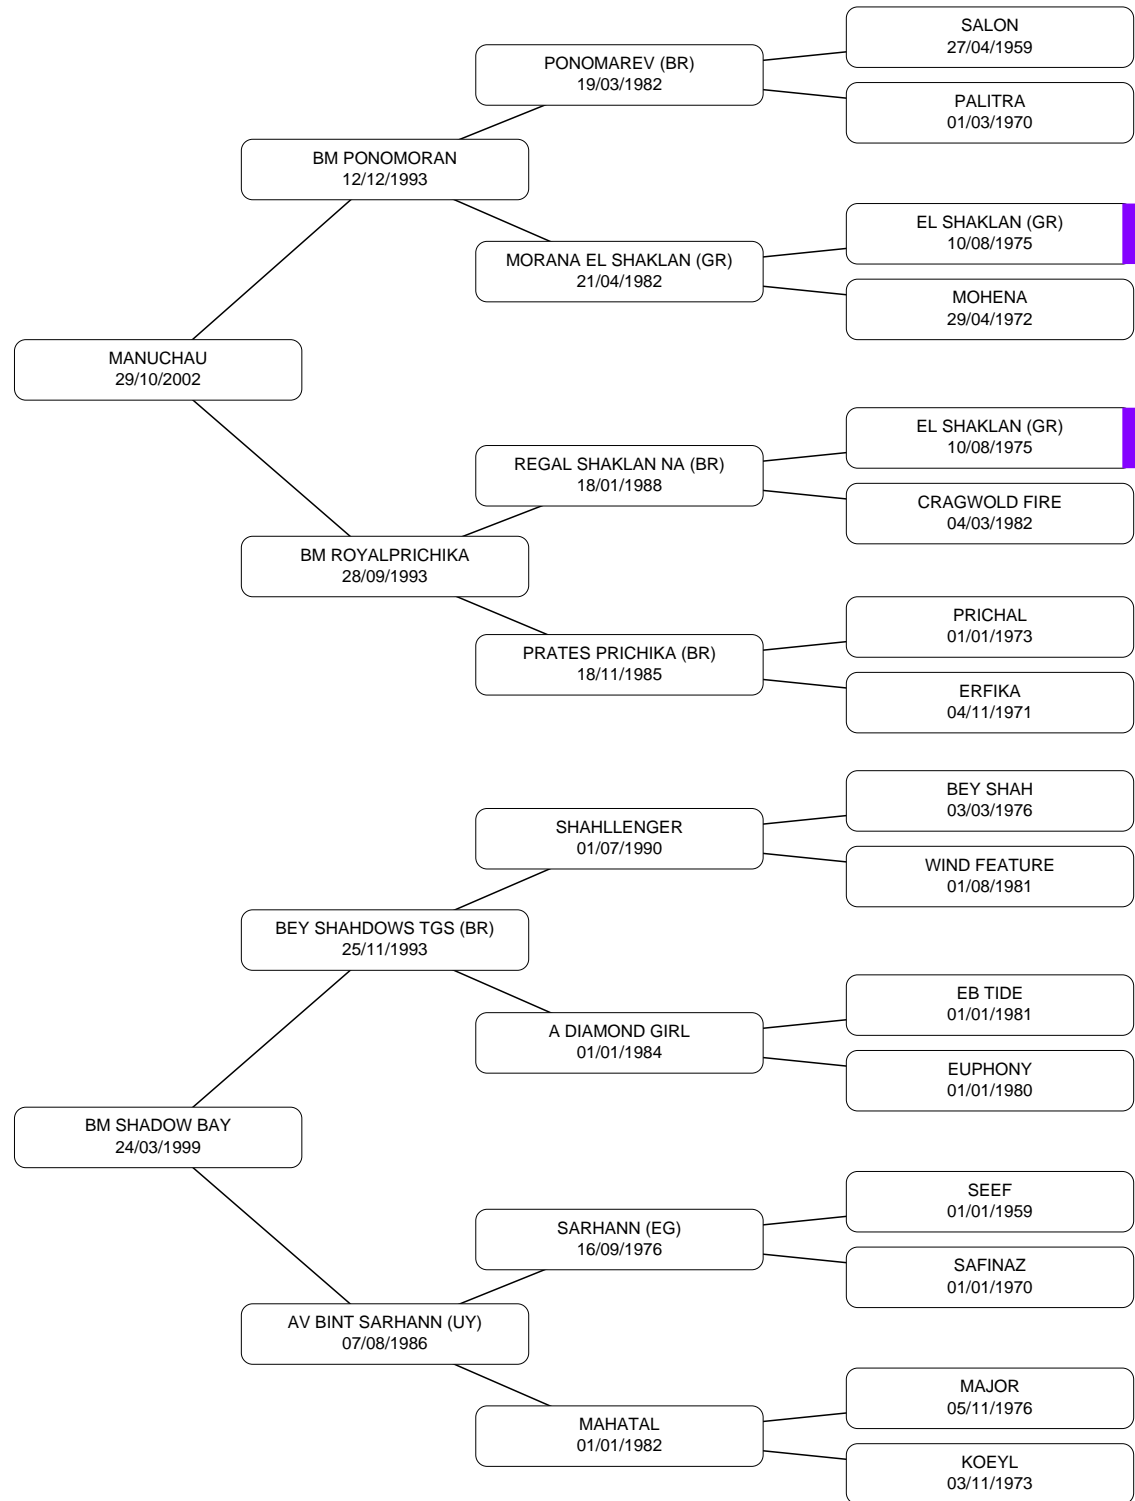 SALON
27/04/1959
PONOMAREV (BR)
19/03/1982
PALITRA
01/03/1970
BM PONOMORAN
12/12/1993
EL SHAKLAN (GR)
10/08/1975
MORANA EL SHAKLAN (GR)
21/04/1982
MOHENA
29/04/1972
MANUCHAU
29/10/2002
EL SHAKLAN (GR)
10/08/1975
REGAL SHAKLAN NA (BR)
18/01/1988
CRAGWOLD FIRE
04/03/1982
BM ROYALPRICHIKA
28/09/1993
PRICHAL
01/01/1973
PRATES PRICHIKA (BR)
18/11/1985
ERFIKA
04/11/1971
BEY SHAH
03/03/1976
SHAHLLENGER
01/07/1990
WIND FEATURE
01/08/1981
BEY SHAHDOWS TGS (BR)
25/11/1993
EB TIDE
01/01/1981
A DIAMOND GIRL
01/01/1984
EUPHONY
01/01/1980
BM SHADOW BAY
24/03/1999
SEEF
01/01/1959
SARHANN (EG)
16/09/1976
SAFINAZ
01/01/1970
AV BINT SARHANN (UY)
07/08/1986
MAJOR
05/11/1976
MAHATAL
01/01/1982
KOEYL
03/11/1973